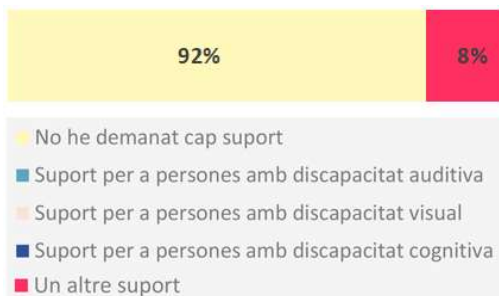 92% 8%
No he demanat cap suport
Suport per a persones amb discapacitat auditiva
Suport per a persones amb discapacitat visual
Suport per a persones amb discapacitat cognitiva
Un altre suport